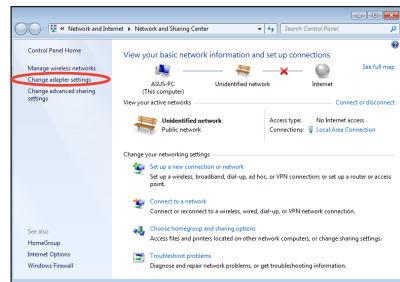 « Network and Internet ▸ Network and Sharing Center
Search Control Panel
Control Panel Home
Manage wireless networks
Change adapter settings
Change advanced sharing
settings
View your basic network information and set up connections
See full map
ASUS-PC
(This computer)
Unidentified network
Internet
View your active networks
Connect or disconnect
Unidentified network
Public network
Access type: No Internet access
Connections: Local Area Connection
Change your networking settings
Set up a new connection or network
Set up a wireless, broadband, dial-up, ad hoc, or VPN connection; or set up a router or access
point.
Connect to a network
Connect or reconnect to a wireless, wired, dial-up, or VPN network connection.
Choose homegroup and sharing options
Access files and printers located on other network computers, or change sharing settings.
Troubleshoot problems
Diagnose and repair network problems, or get troubleshooting information.
See also
HomeGroup
Internet Options
Windows Firewall